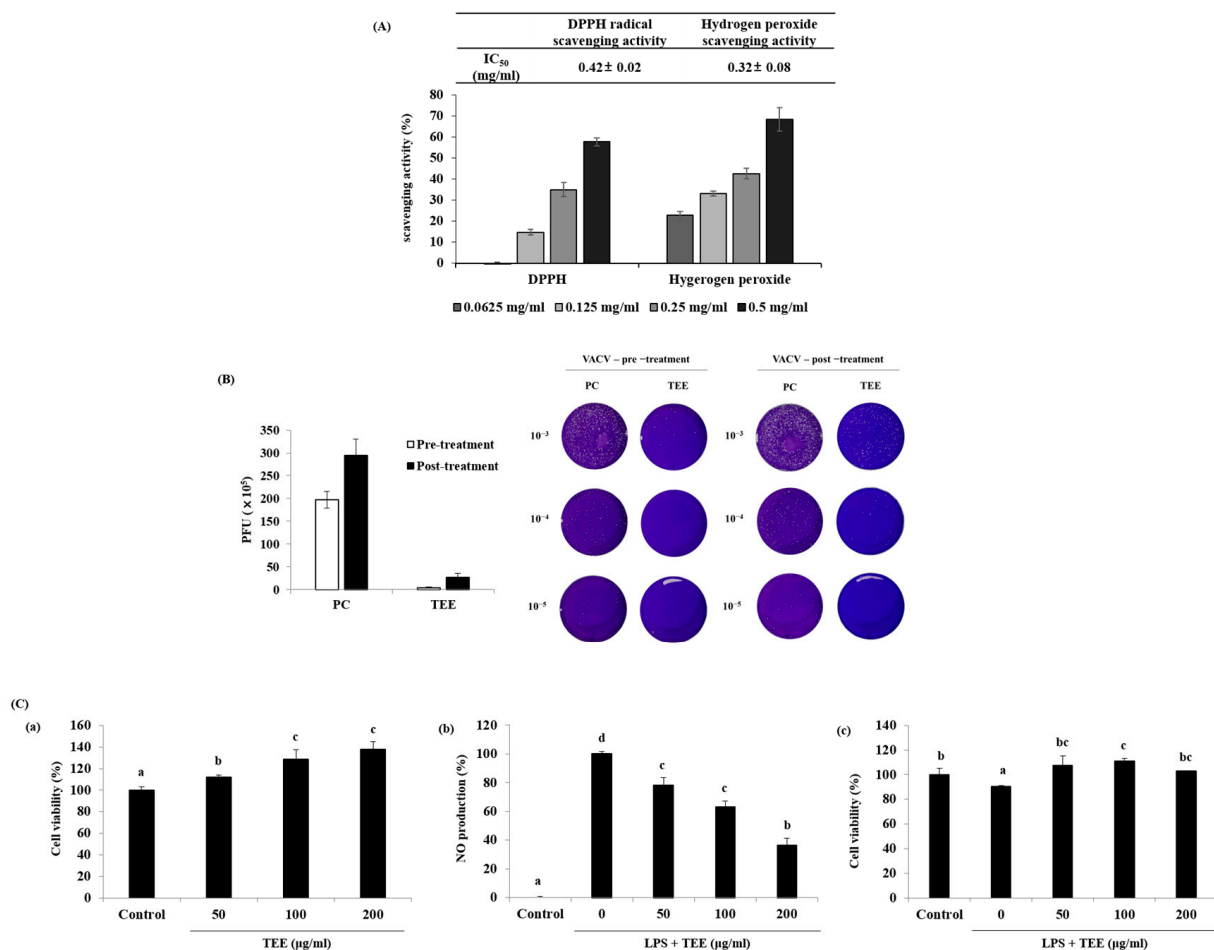 (A)
DPPH radical scavenging activity
Hydrogen peroxide scavenging activity
IC50 (mg/ml)
0.42± 0.02
0.32± 0.08
scavenging activity (%)
80
70
60
50
40
30
20
10
0
DPPH
Hygerogen peroxide
0.0625 mg/ml
0.125 mg/ml
0.25 mg/ml
0.5 mg/ml
(B)
PFU ( × 10⁵)
350
300
250
200
150
100
50
0
PC
TEE
Pre-treatment
Post-treatment
VACV – pre –treatment
PC
TEE
10⁻³
10⁻⁴
10⁻⁵
VACV – post –treatment
PC
TEE
10⁻³
10⁻⁴
10⁻⁵
(C)
(a)
Cell viability (%)
160
140
120
100
80
60
40
20
0
a
b
c
c
Control
50
100
200
TEE (μg/ml)
(b)
NO production (%)
120
100
80
60
40
20
0
a
d
c
c
b
Control
0
50
100
200
LPS + TEE (μg/ml)
(c)
Cell viability (%)
140
120
100
80
60
40
20
0
b
a
bc
c
bc
Control
0
50
100
200
LPS + TEE (μg/ml)